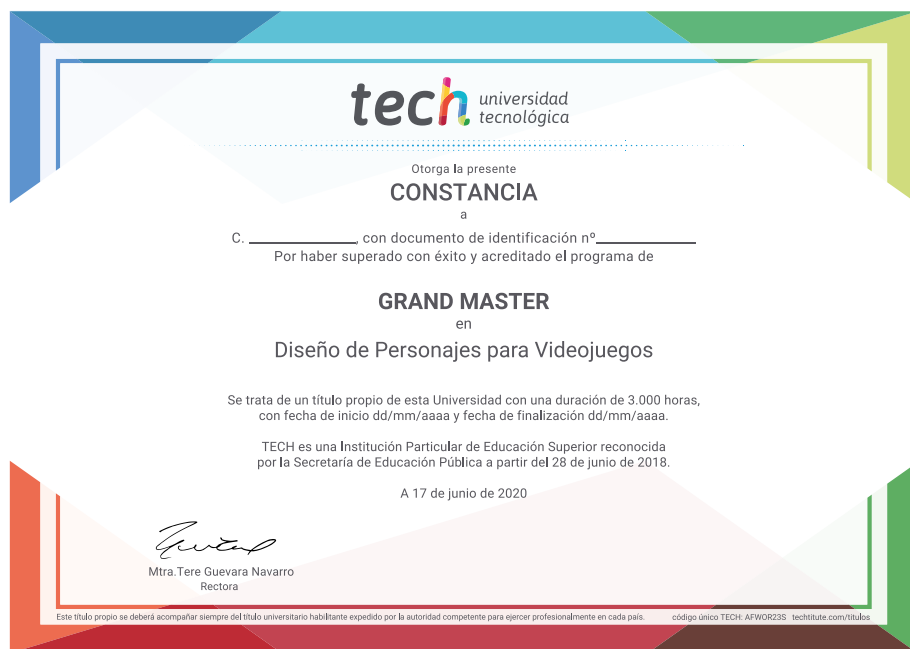 tech universidad
tecnológica
Otorga la presente
CONSTANCIA
a
C. ____________, con documento de identificación nº____________
Por haber superado con éxito y acreditado el programa de
GRAND MASTER
en
Diseño de Personajes para Videojuegos
Se trata de un título propio de esta Universidad con una duración de 3.000 horas,
con fecha de inicio dd/mm/aaaa y fecha de finalización dd/mm/aaaa.
TECH es una Institución Particular de Educación Superior reconocida
por la Secretaría de Educación Pública a partir del 28 de junio de 2018.
A 17 de junio de 2020
Mtra.Tere Guevara Navarro
Rectora
Este título propio se deberá acompañar siempre del título universitario habilitante expedido por la autoridad competente para ejercer profesionalmente en cada país. código único TECH: AFWOR23S techtitute.com/titulos